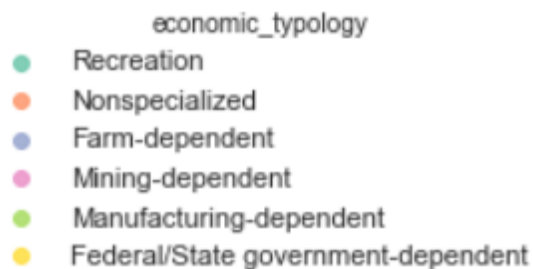 economic_typology
Recreation
Nonspecialized
Farm-dependent
Mining-dependent
Manufacturing-dependent
Federal/State government-dependent